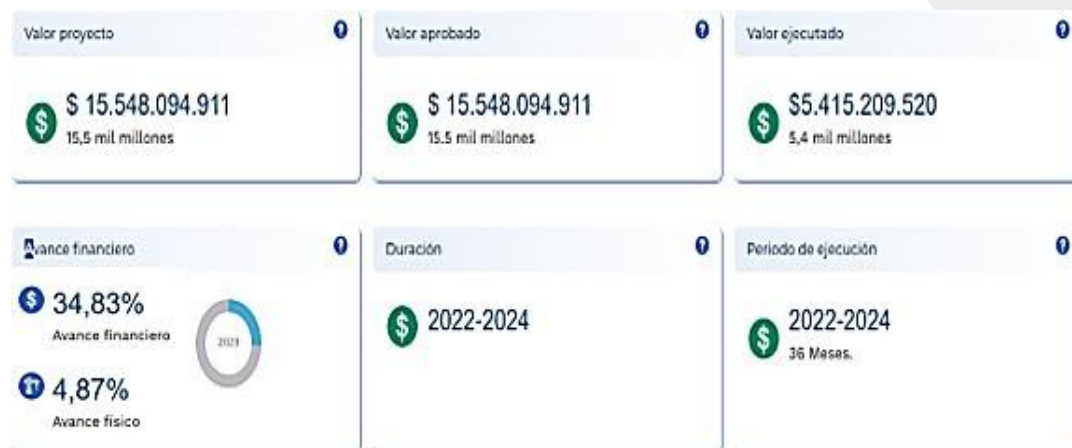 Valor proyecto
$ 15.548.094.911
15,5 mil millones
Valor aprobado
$ 15.548.094.911
15.5 mil millones
Valor ejecutado
$5.415.209.520
5,4 mil millones
Avance financiero
34,83%
Avance financiero
4,87%
Avance físico
Duración
2022-2024
Periodo de ejecución
2022-2024
36 Meses.